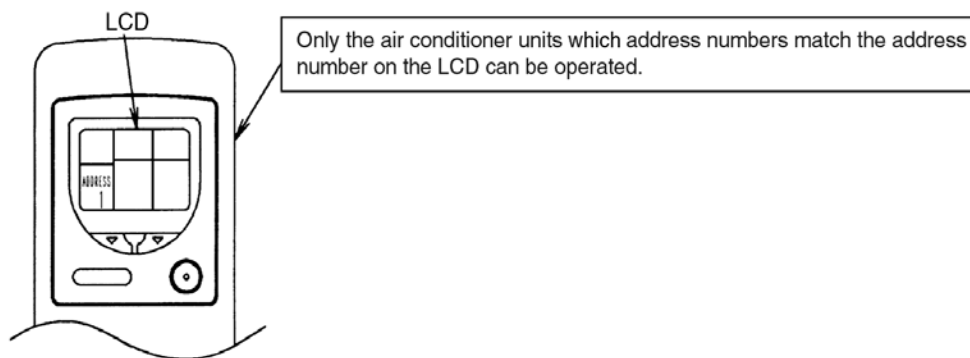 LCD
Only the air conditioner units which address numbers match the address
number on the LCD can be operated.
ADDRESS
1